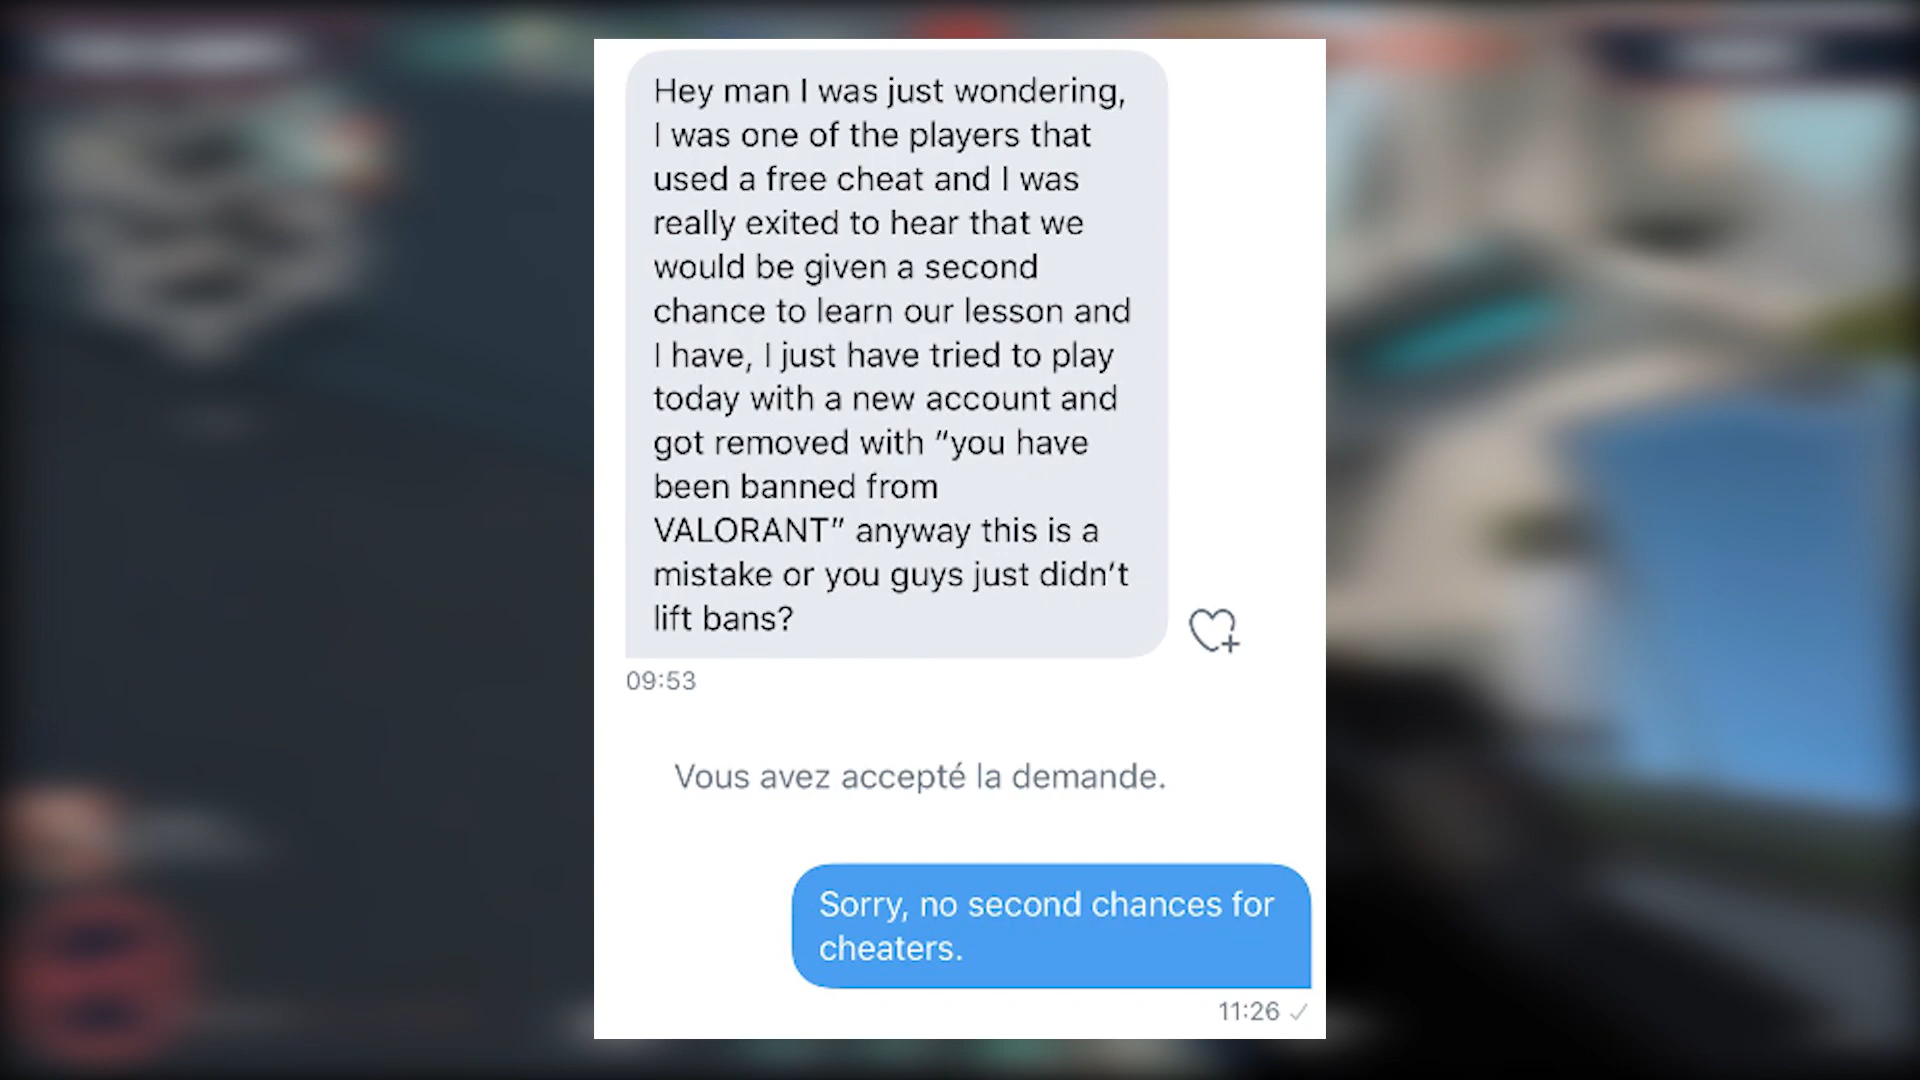 Hey man I was just wondering,
I was one of the players that
used a free cheat and I was
really exited to hear that we
would be given a second
chance to learn our lesson and
I have, I just have tried to play
today with a new account and
got removed with "you have
been banned from
VALORANT" anyway this is a
mistake or you guys just didn't
lift bans?
09:53
Vous avez accepté la demande.
Sorry, no second chances for
cheaters.
11:26